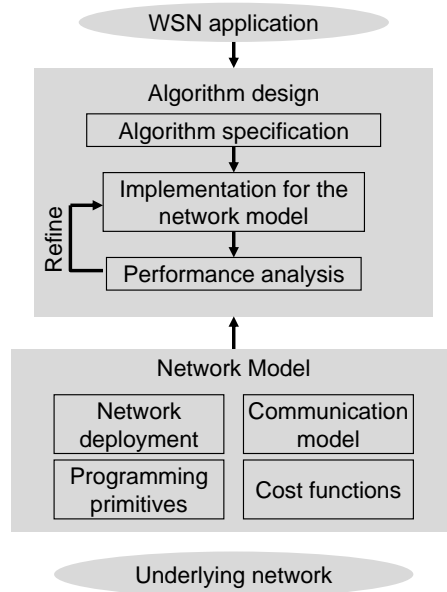 WSN application
Algorithm design
Algorithm specification
Implementation for the
network model
Refine
Performance analysis
Network Model
Network
deployment
Communication
model
Programming
primitives
Cost functions
Underlying network